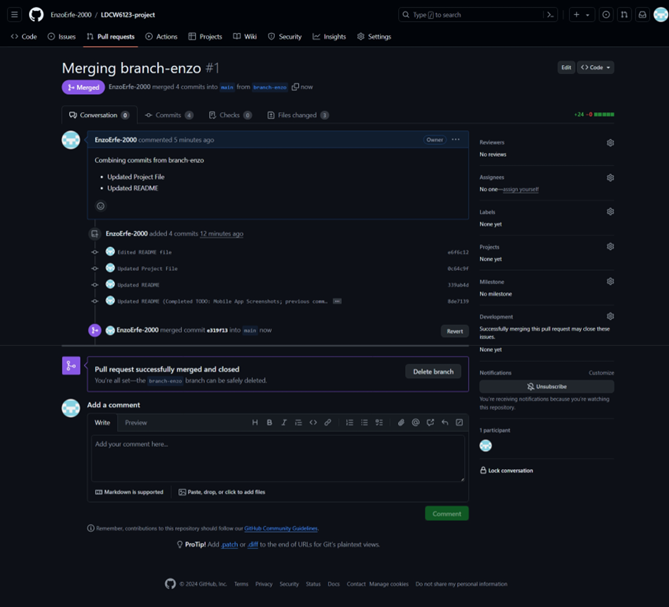 EnzoErfe-2000 / LDCW6123-project
Type / to search
Code Issues Pull requests Actions Projects Wiki Security Insights Settings
Merging branch-enzo #1
Edit Code
Merged EnzoErfe-2000 merged 4 commits into main from branch-enzo now
Conversation 0 Commits 4 Checks 0 Files changed 3
+24 -0
EnzoErfe-2000 commented 5 minutes ago Owner
Combining commits from branch-enzo
• Updated Project File
• Updated README
EnzoErfe-2000 added 4 commits 12 minutes ago
Edited README file
Updated Project File
Updated README
Updated README (Completed TODO: Mobile App Screenshots; previous comm…
EnzoErfe-2000 merged commit e319f13 into main now
Revert
Pull request successfully merged and closed
You're all set—the branch-enzo branch can be safely deleted.
Delete branch
Add a comment
Write Preview
Add your comment here...
Markdown is supported
Paste, drop, or click to add files
Comment
Remember, contributions to this repository should follow our GitHub Community Guidelines.
ProTip! Add .patch or .diff to the end of URLs for Git's plaintext views.
Reviewers
No reviews
Assignees
No one—assign yourself
Labels
None yet
Projects
None yet
Milestone
No milestone
Development
Successfully merging this pull request may close these
issues.
None yet
Notifications Customize
Unsubscribe
You're receiving notifications because you're watching
this repository.
1 participant
Lock conversation
© 2024 GitHub, Inc. Terms Privacy Security Status Docs Contact Manage cookies Do not share my personal information